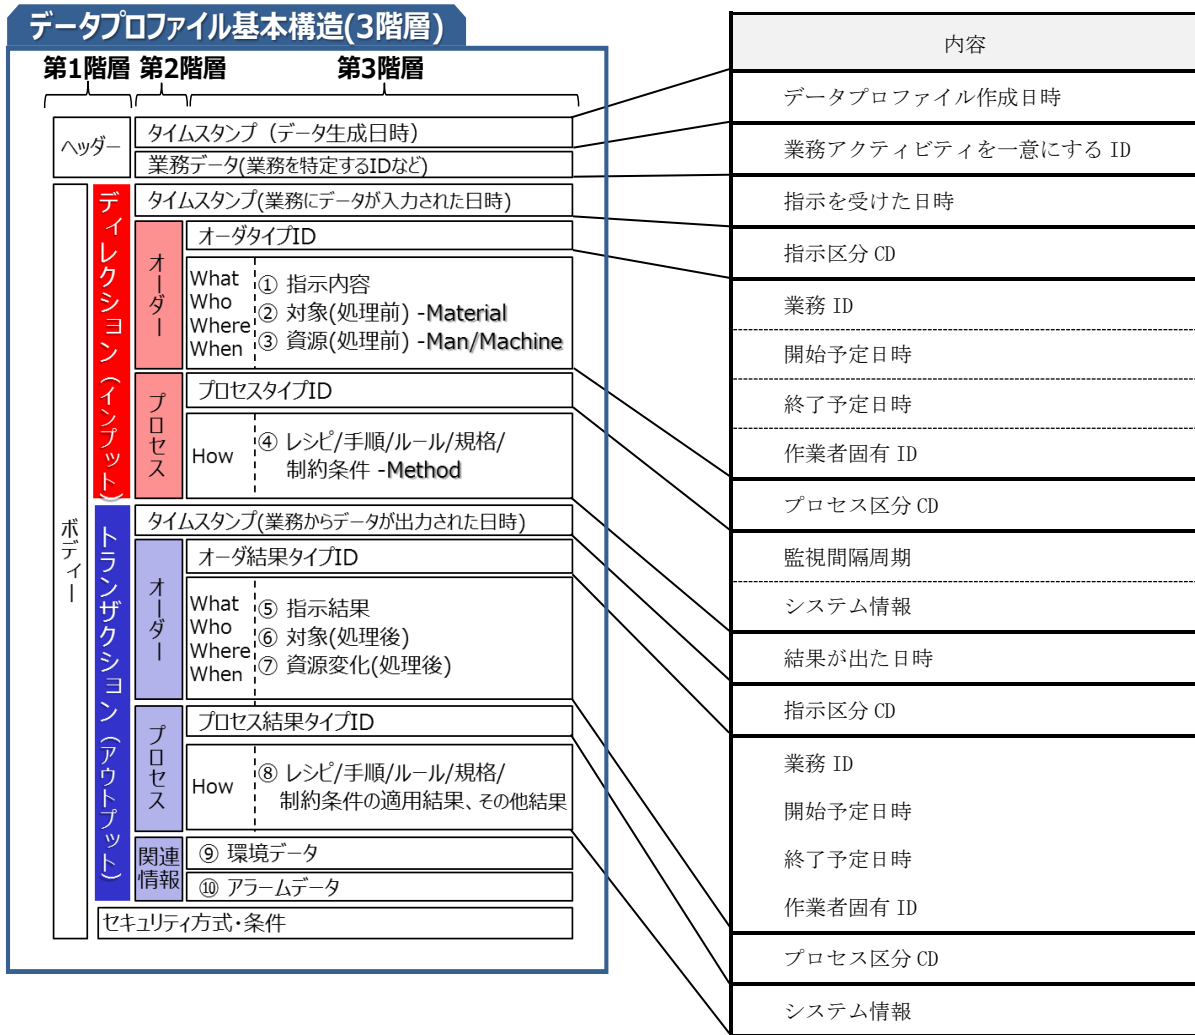 データプロファイル基本構造(3階層)
第1階層 第2階層 第3階層
ヘッダー
タイムスタンプ（データ生成日時）
業務データ(業務を特定するIDなど)
ボディー
ディレクション（インプット）
タイムスタンプ(業務にデータが入力された日時)
オーダー
オーダタイプID
What
Who
Where
When
① 指示内容
② 対象(処理前) -Material
③ 資源(処理前) -Man/Machine
プロセス
プロセスタイプID
How
④ レシピ/手順/ルール/規格/
制約条件 -Method
トランザクション（アウトプット）
タイムスタンプ(業務からデータが出力された日時)
オーダー
オーダ結果タイプID
What
Who
Where
When
⑤ 指示結果
⑥ 対象(処理後)
⑦ 資源変化(処理後)
プロセス
プロセス結果タイプID
How
⑧ レシピ/手順/ルール/規格/
制約条件の適用結果、その他結果
関連
情報
⑨ 環境データ
⑩ アラームデータ
セキュリティ方式・条件
内容
データプロファイル作成日時
業務アクティビティを一意にする ID
指示を受けた日時
指示区分 CD
業務 ID
開始予定日時
終了予定日時
作業者固有 ID
プロセス区分 CD
監視間隔周期
システム情報
結果が出た日時
指示区分 CD
業務 ID
開始予定日時
終了予定日時
作業者固有 ID
プロセス区分 CD
システム情報